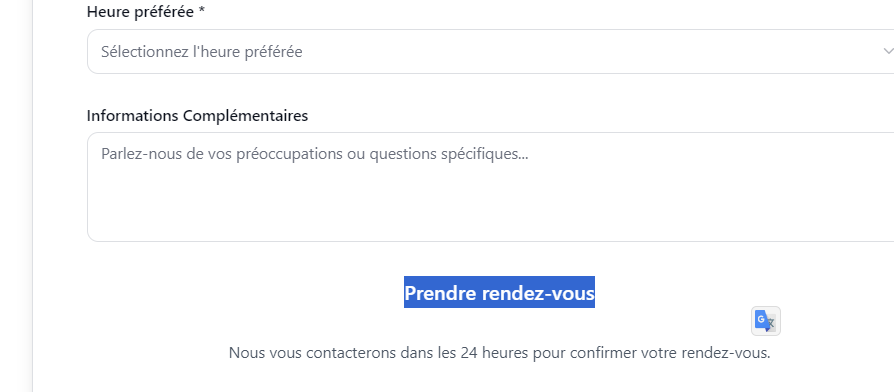 Heure préférée *
Sélectionnez l'heure préférée
Informations Complémentaires
Parlez-nous de vos préoccupations ou questions spécifiques...
Prendre rendez-vous
Nous vous contacterons dans les 24 heures pour confirmer votre rendez-vous.